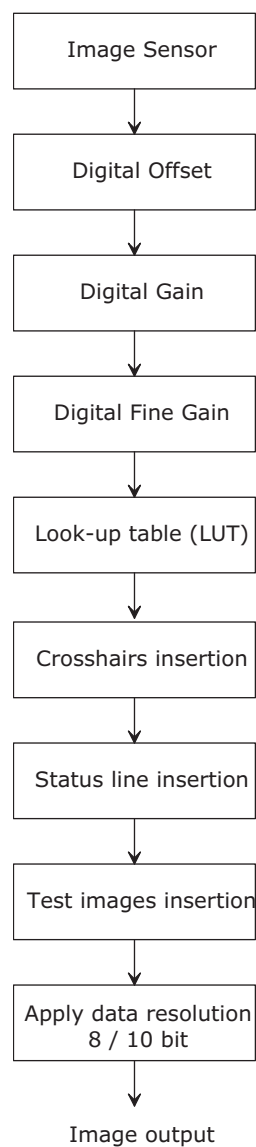 Image Sensor
Digital Offset
Digital Gain
Digital Fine Gain
Look-up table (LUT)
Crosshairs insertion
Status line insertion
Test images insertion
Apply data resolution
8 / 10 bit
Image output